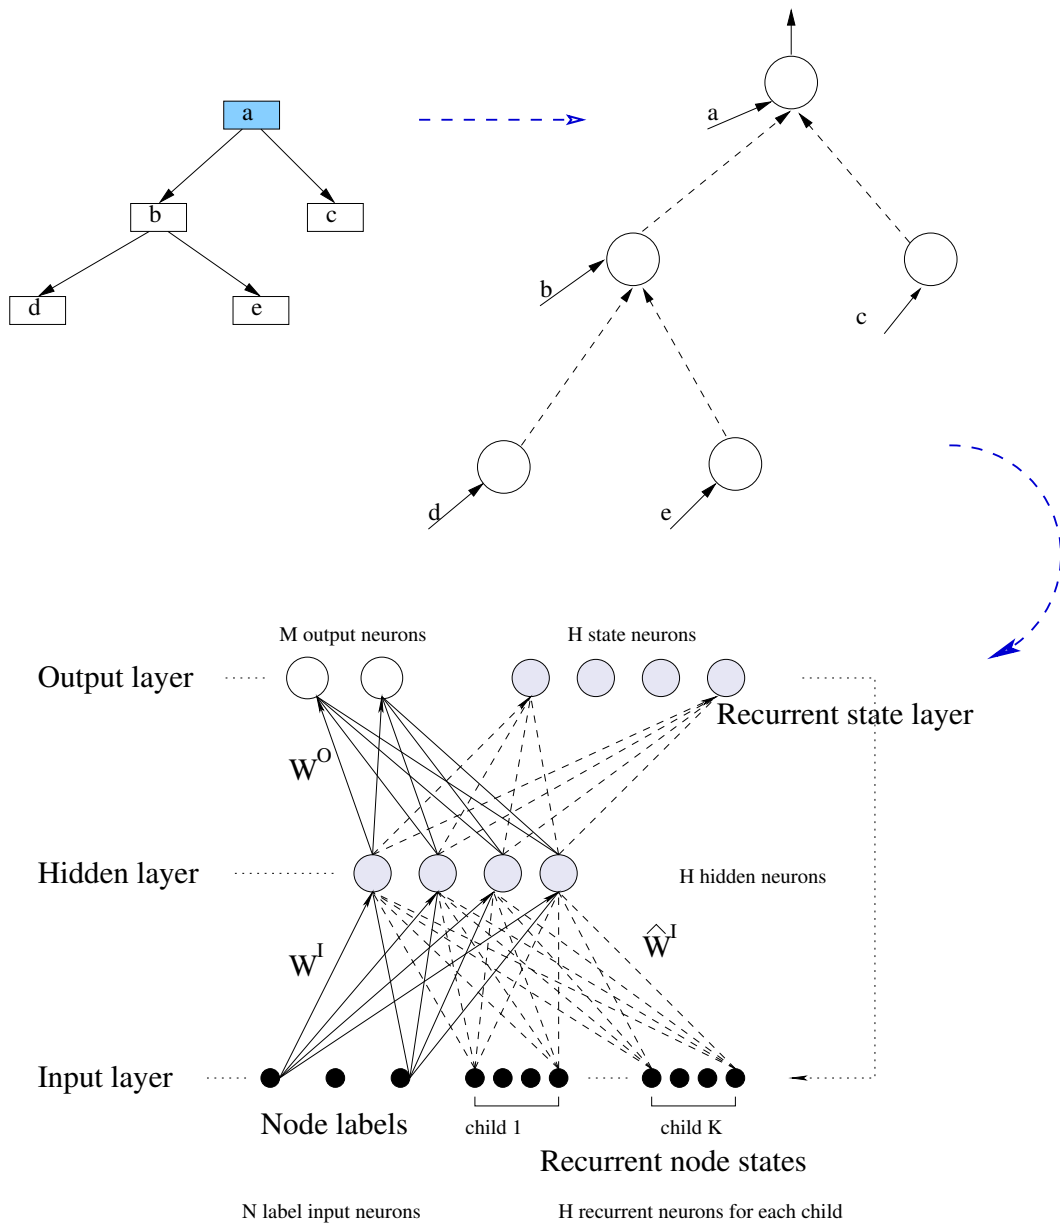 a
b
c
d
e
a
b
c
d
e
M output neurons
H state neurons
Output layer
Recurrent state layer
W^O
Hidden layer
H hidden neurons
W^I
Ŵ^I
Input layer
Node labels
child 1
child K
Recurrent node states
N label input neurons
H recurrent neurons for each child